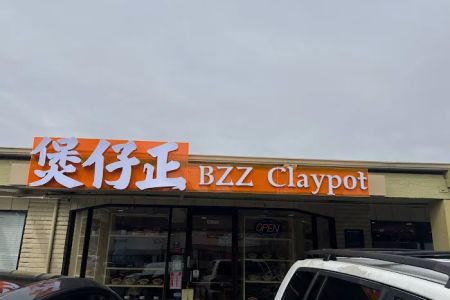 煲仔正 BZZ Claypot
OPEN